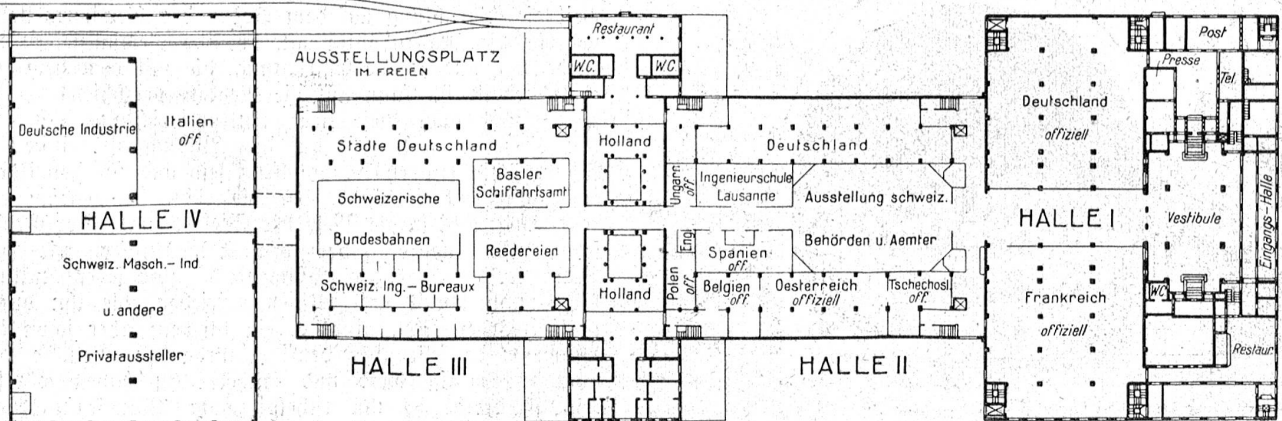 AUSSTELLUNGSPLATZ
IM FREIEN
Deutsche Industrie
Italien
off.
HALLE IV
Schweiz. Masch.-Ind
u. andere
Privataussteller
Städte Deutschland
Basler
Schiffahrtsamt
Schweizerische
Bundesbahnen
Reedereien
Schweiz. Ing.-Bureaux
HALLE III
Restaurant
W.C.
W.C
Holland
Holland
Deutschland
Ungarn
off.
Ingenieurschule
Lausanne
Ausstellung schweiz.
Behörden u. Aemter
Engl
Spanien
off.
Polen
off.
Belgien
off.
Oesterreich
offiziell
Tschechosl.
off.
HALLE II
Deutschland
offiziell
HALLE I
Frankreich
offiziell
Post
Presse
Tel.
Vestibule
Eingangs-Halle
WC
Restaur.